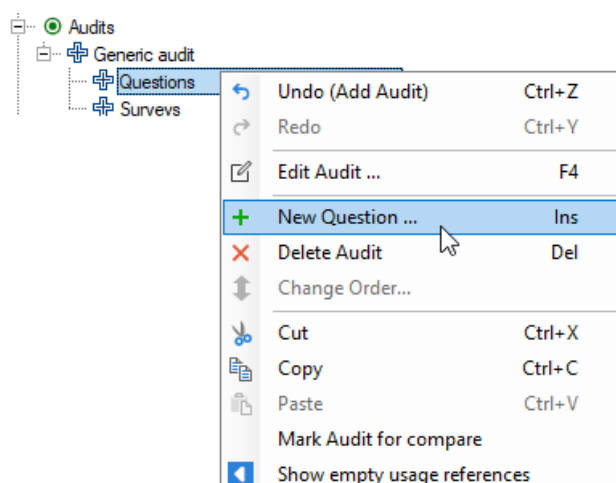 Audits
Generic audit
Questions
Surveys
Undo (Add Audit) Ctrl+Z
Redo Ctrl+Y
Edit Audit ... F4
New Question ... Ins
Delete Audit Del
Change Order...
Cut Ctrl+X
Copy Ctrl+C
Paste Ctrl+V
Mark Audit for compare
Show empty usage references